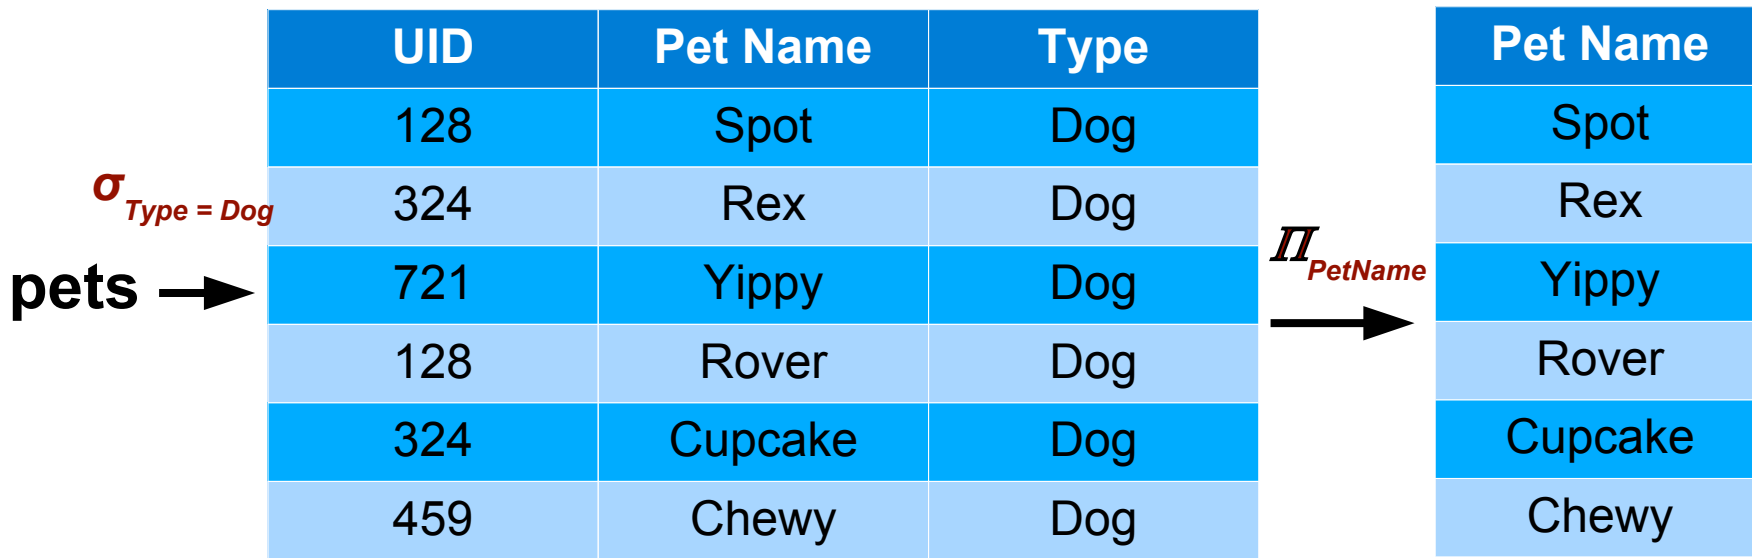 σ Type = Dog
pets
UID Pet Name Type
128 Spot Dog
324 Rex Dog
721 Yippy Dog
128 Rover Dog
324 Cupcake Dog
459 Chewy Dog
Π PetName
Pet Name
Spot
Rex
Yippy
Rover
Cupcake
Chewy